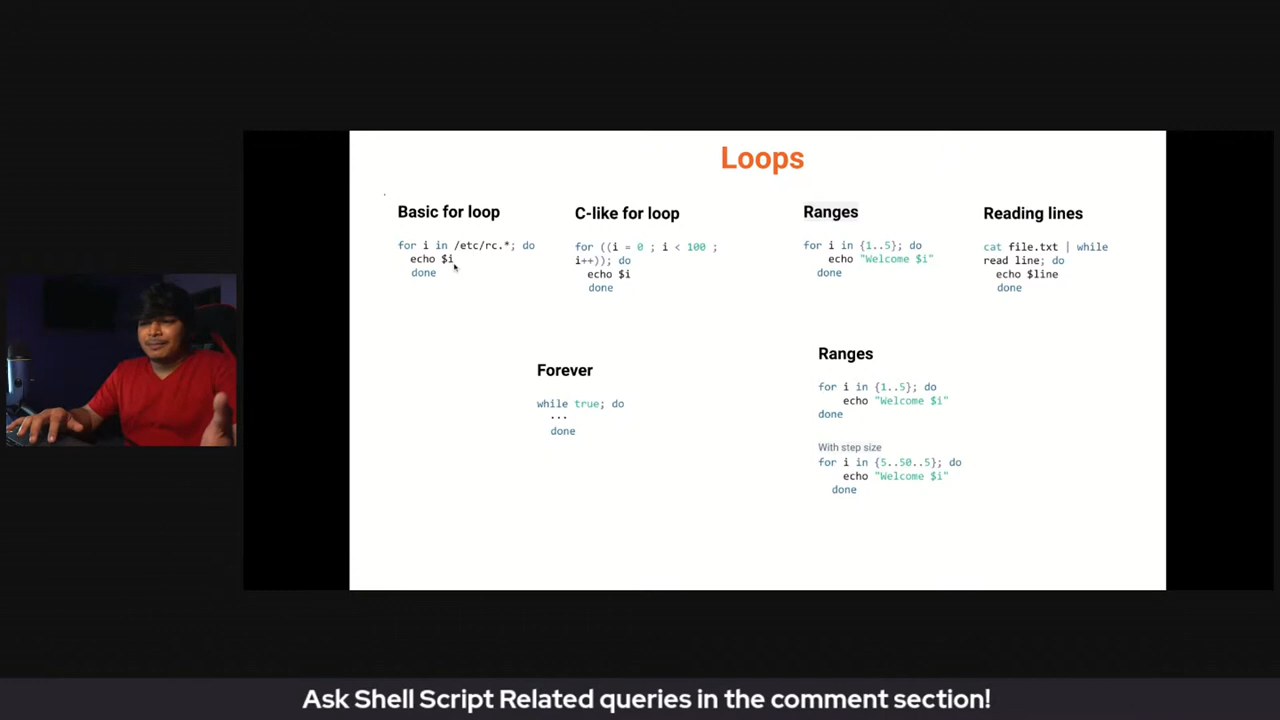 Loops
Basic for loop
for i in /etc/rc.*; do
echo $i
done
C-like for loop
for ((i = 0 ; i < 100 ;
i++)); do
echo $i
done
Ranges
for i in {1..5}; do
echo "Welcome $i"
done
Reading lines
cat file.txt | while
read line; do
echo $line
done
Forever
while true; do
...
done
Ranges
for i in {1..5}; do
echo "Welcome $i"
done
With step size
for i in {5..50..5}; do
echo "Welcome $i"
done
Ask Shell Script Related queries in the comment section!